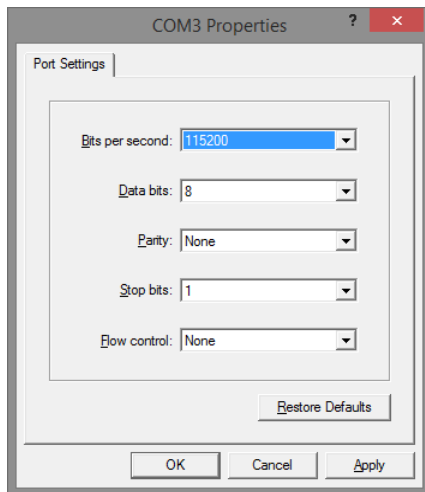 COM3 Properties ?
Port Settings
Bits per second: 115200
Data bits: 8
Parity: None
Stop bits: 1
Flow control: None
Restore Defaults
OK Cancel Apply